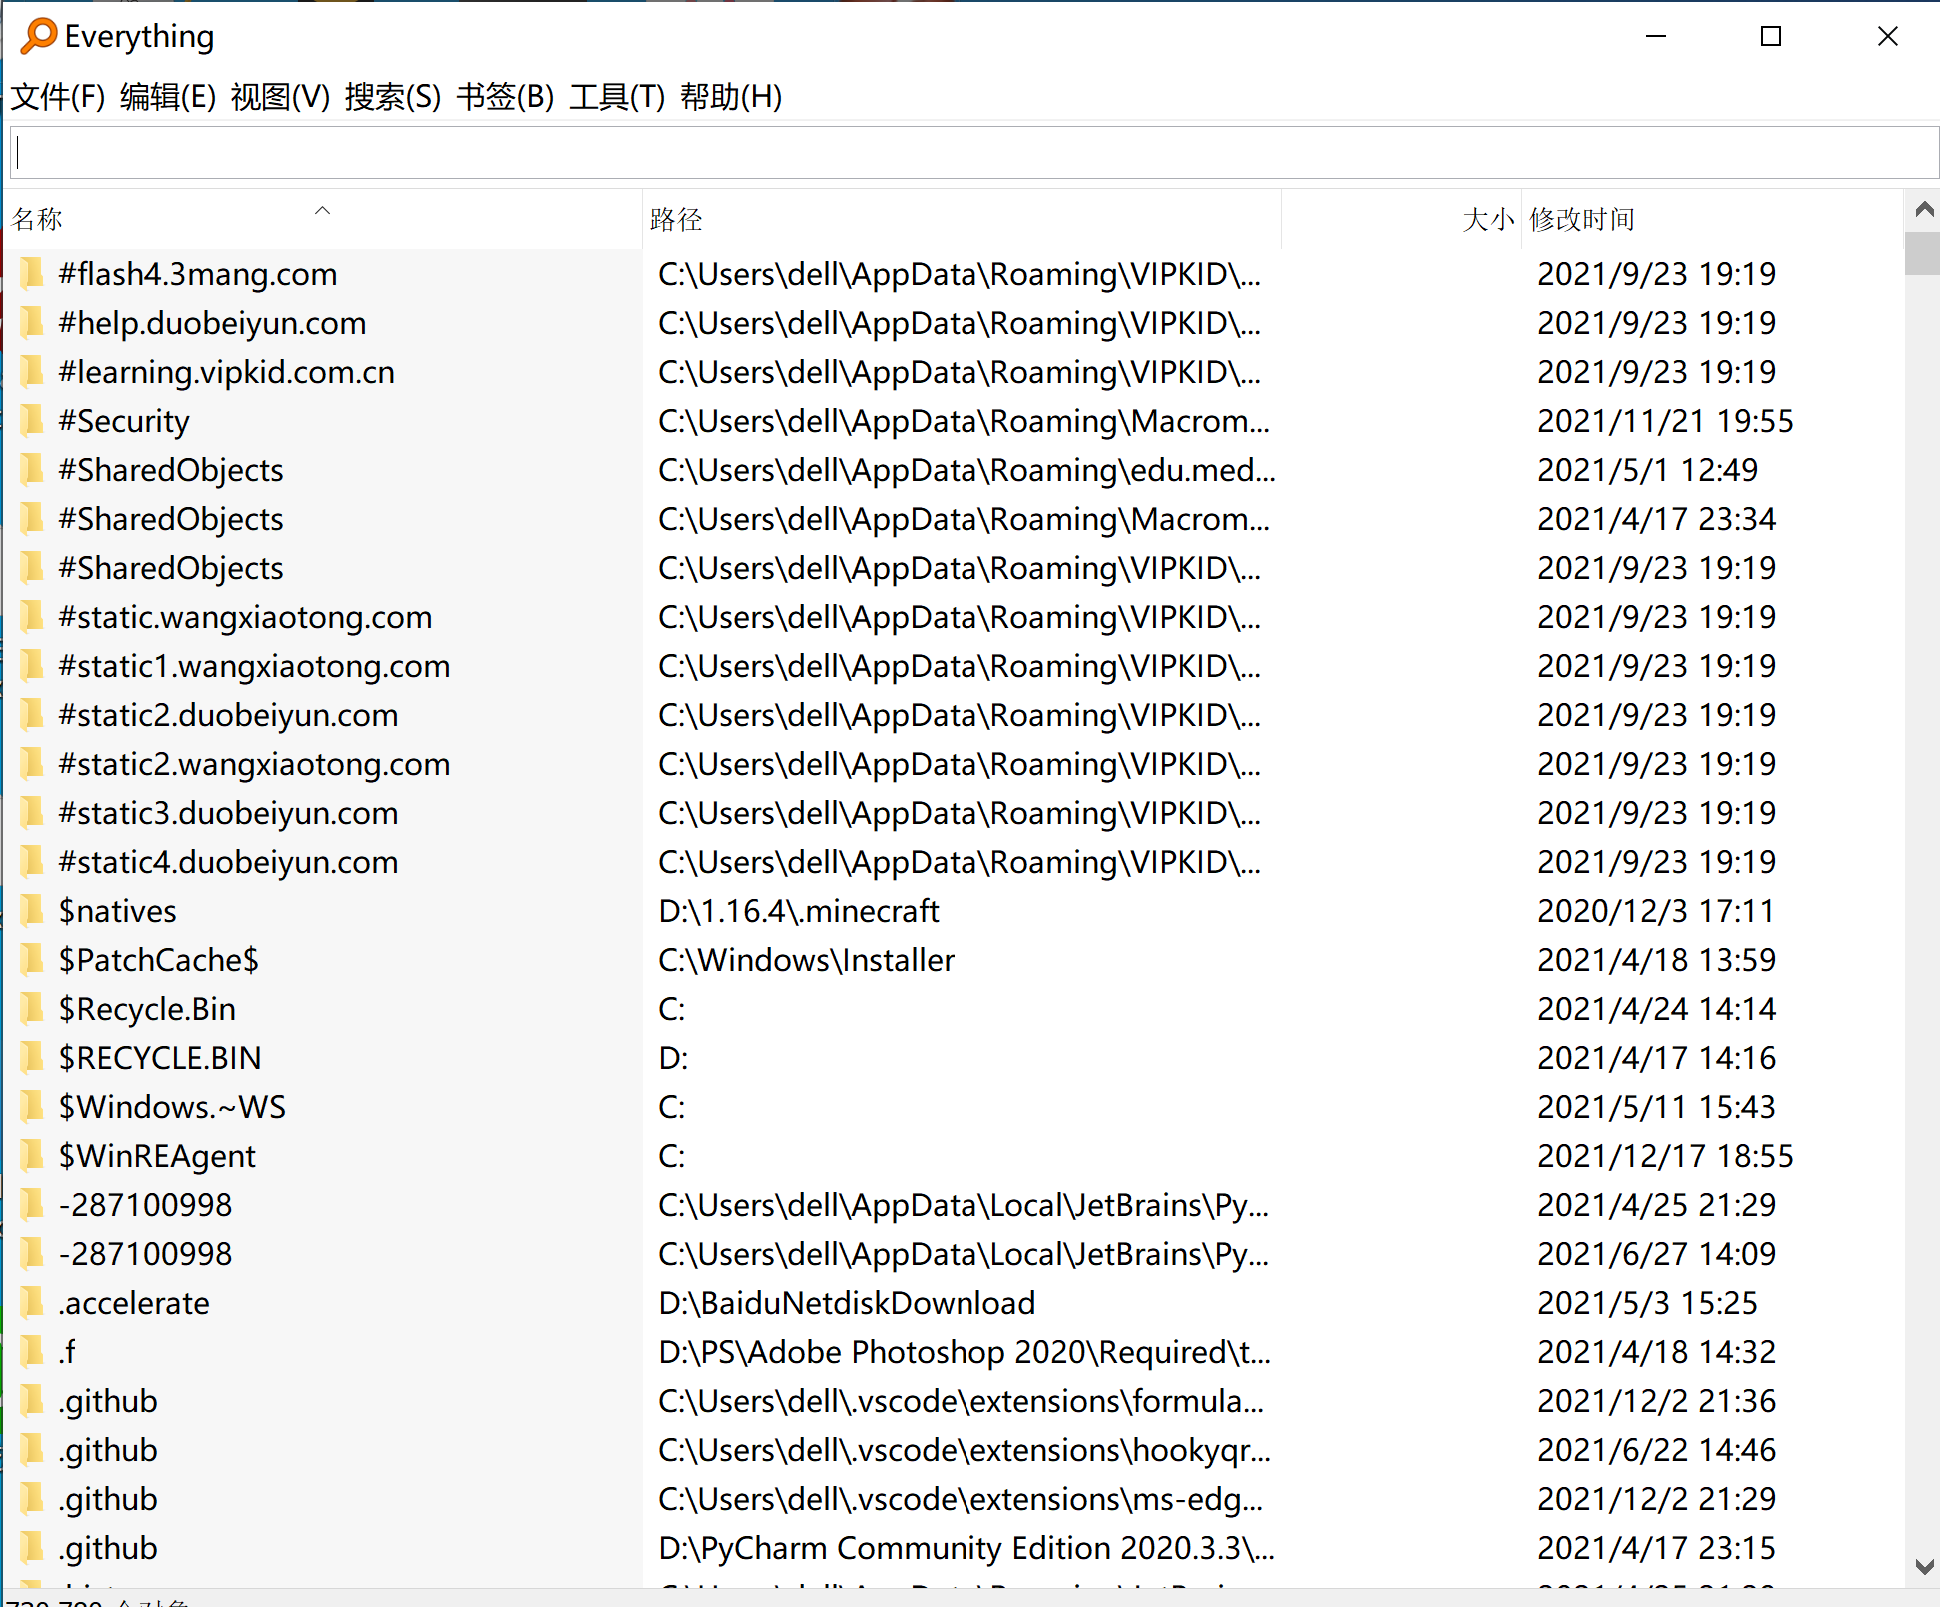 Everything
文件(F) 编辑(E) 视图(V) 搜索(S) 书签(B) 工具(T) 帮助(H)
名称 路径 大小 修改时间
#flash4.3mang.com C:\Users\dell\AppData\Roaming\VIPKID\... 2021/9/23 19:19
#help.duobeiyun.com C:\Users\dell\AppData\Roaming\VIPKID\... 2021/9/23 19:19
#learning.vipkid.com.cn C:\Users\dell\AppData\Roaming\VIPKID\... 2021/9/23 19:19
#Security C:\Users\dell\AppData\Roaming\Macrom... 2021/11/21 19:55
#SharedObjects C:\Users\dell\AppData\Roaming\edu.med... 2021/5/1 12:49
#SharedObjects C:\Users\dell\AppData\Roaming\Macrom... 2021/4/17 23:34
#SharedObjects C:\Users\dell\AppData\Roaming\VIPKID\... 2021/9/23 19:19
#static.wangxiaotong.com C:\Users\dell\AppData\Roaming\VIPKID\... 2021/9/23 19:19
#static1.wangxiaotong.com C:\Users\dell\AppData\Roaming\VIPKID\... 2021/9/23 19:19
#static2.duobeiyun.com C:\Users\dell\AppData\Roaming\VIPKID\... 2021/9/23 19:19
#static2.wangxiaotong.com C:\Users\dell\AppData\Roaming\VIPKID\... 2021/9/23 19:19
#static3.duobeiyun.com C:\Users\dell\AppData\Roaming\VIPKID\... 2021/9/23 19:19
#static4.duobeiyun.com C:\Users\dell\AppData\Roaming\VIPKID\... 2021/9/23 19:19
$natives D:\1.16.4\.minecraft 2020/12/3 17:11
$PatchCache$ C:\Windows\Installer 2021/4/18 13:59
$Recycle.Bin C: 2021/4/24 14:14
$RECYCLE.BIN D: 2021/4/17 14:16
$Windows.~WS C: 2021/5/11 15:43
$WinREAgent C: 2021/12/17 18:55
-287100998 C:\Users\dell\AppData\Local\JetBrains\Py... 2021/4/25 21:29
-287100998 C:\Users\dell\AppData\Local\JetBrains\Py... 2021/6/27 14:09
.accelerate D:\BaiduNetdiskDownload 2021/5/3 15:25
.f D:\PS\Adobe Photoshop 2020\Required\t... 2021/4/18 14:32
.github C:\Users\dell\.vscode\extensions\formula... 2021/12/2 21:36
.github C:\Users\dell\.vscode\extensions\hookyqr... 2021/6/22 14:46
.github C:\Users\dell\.vscode\extensions\ms-edg... 2021/12/2 21:29
.github D:\PyCharm Community Edition 2020.3.3\... 2021/4/17 23:15